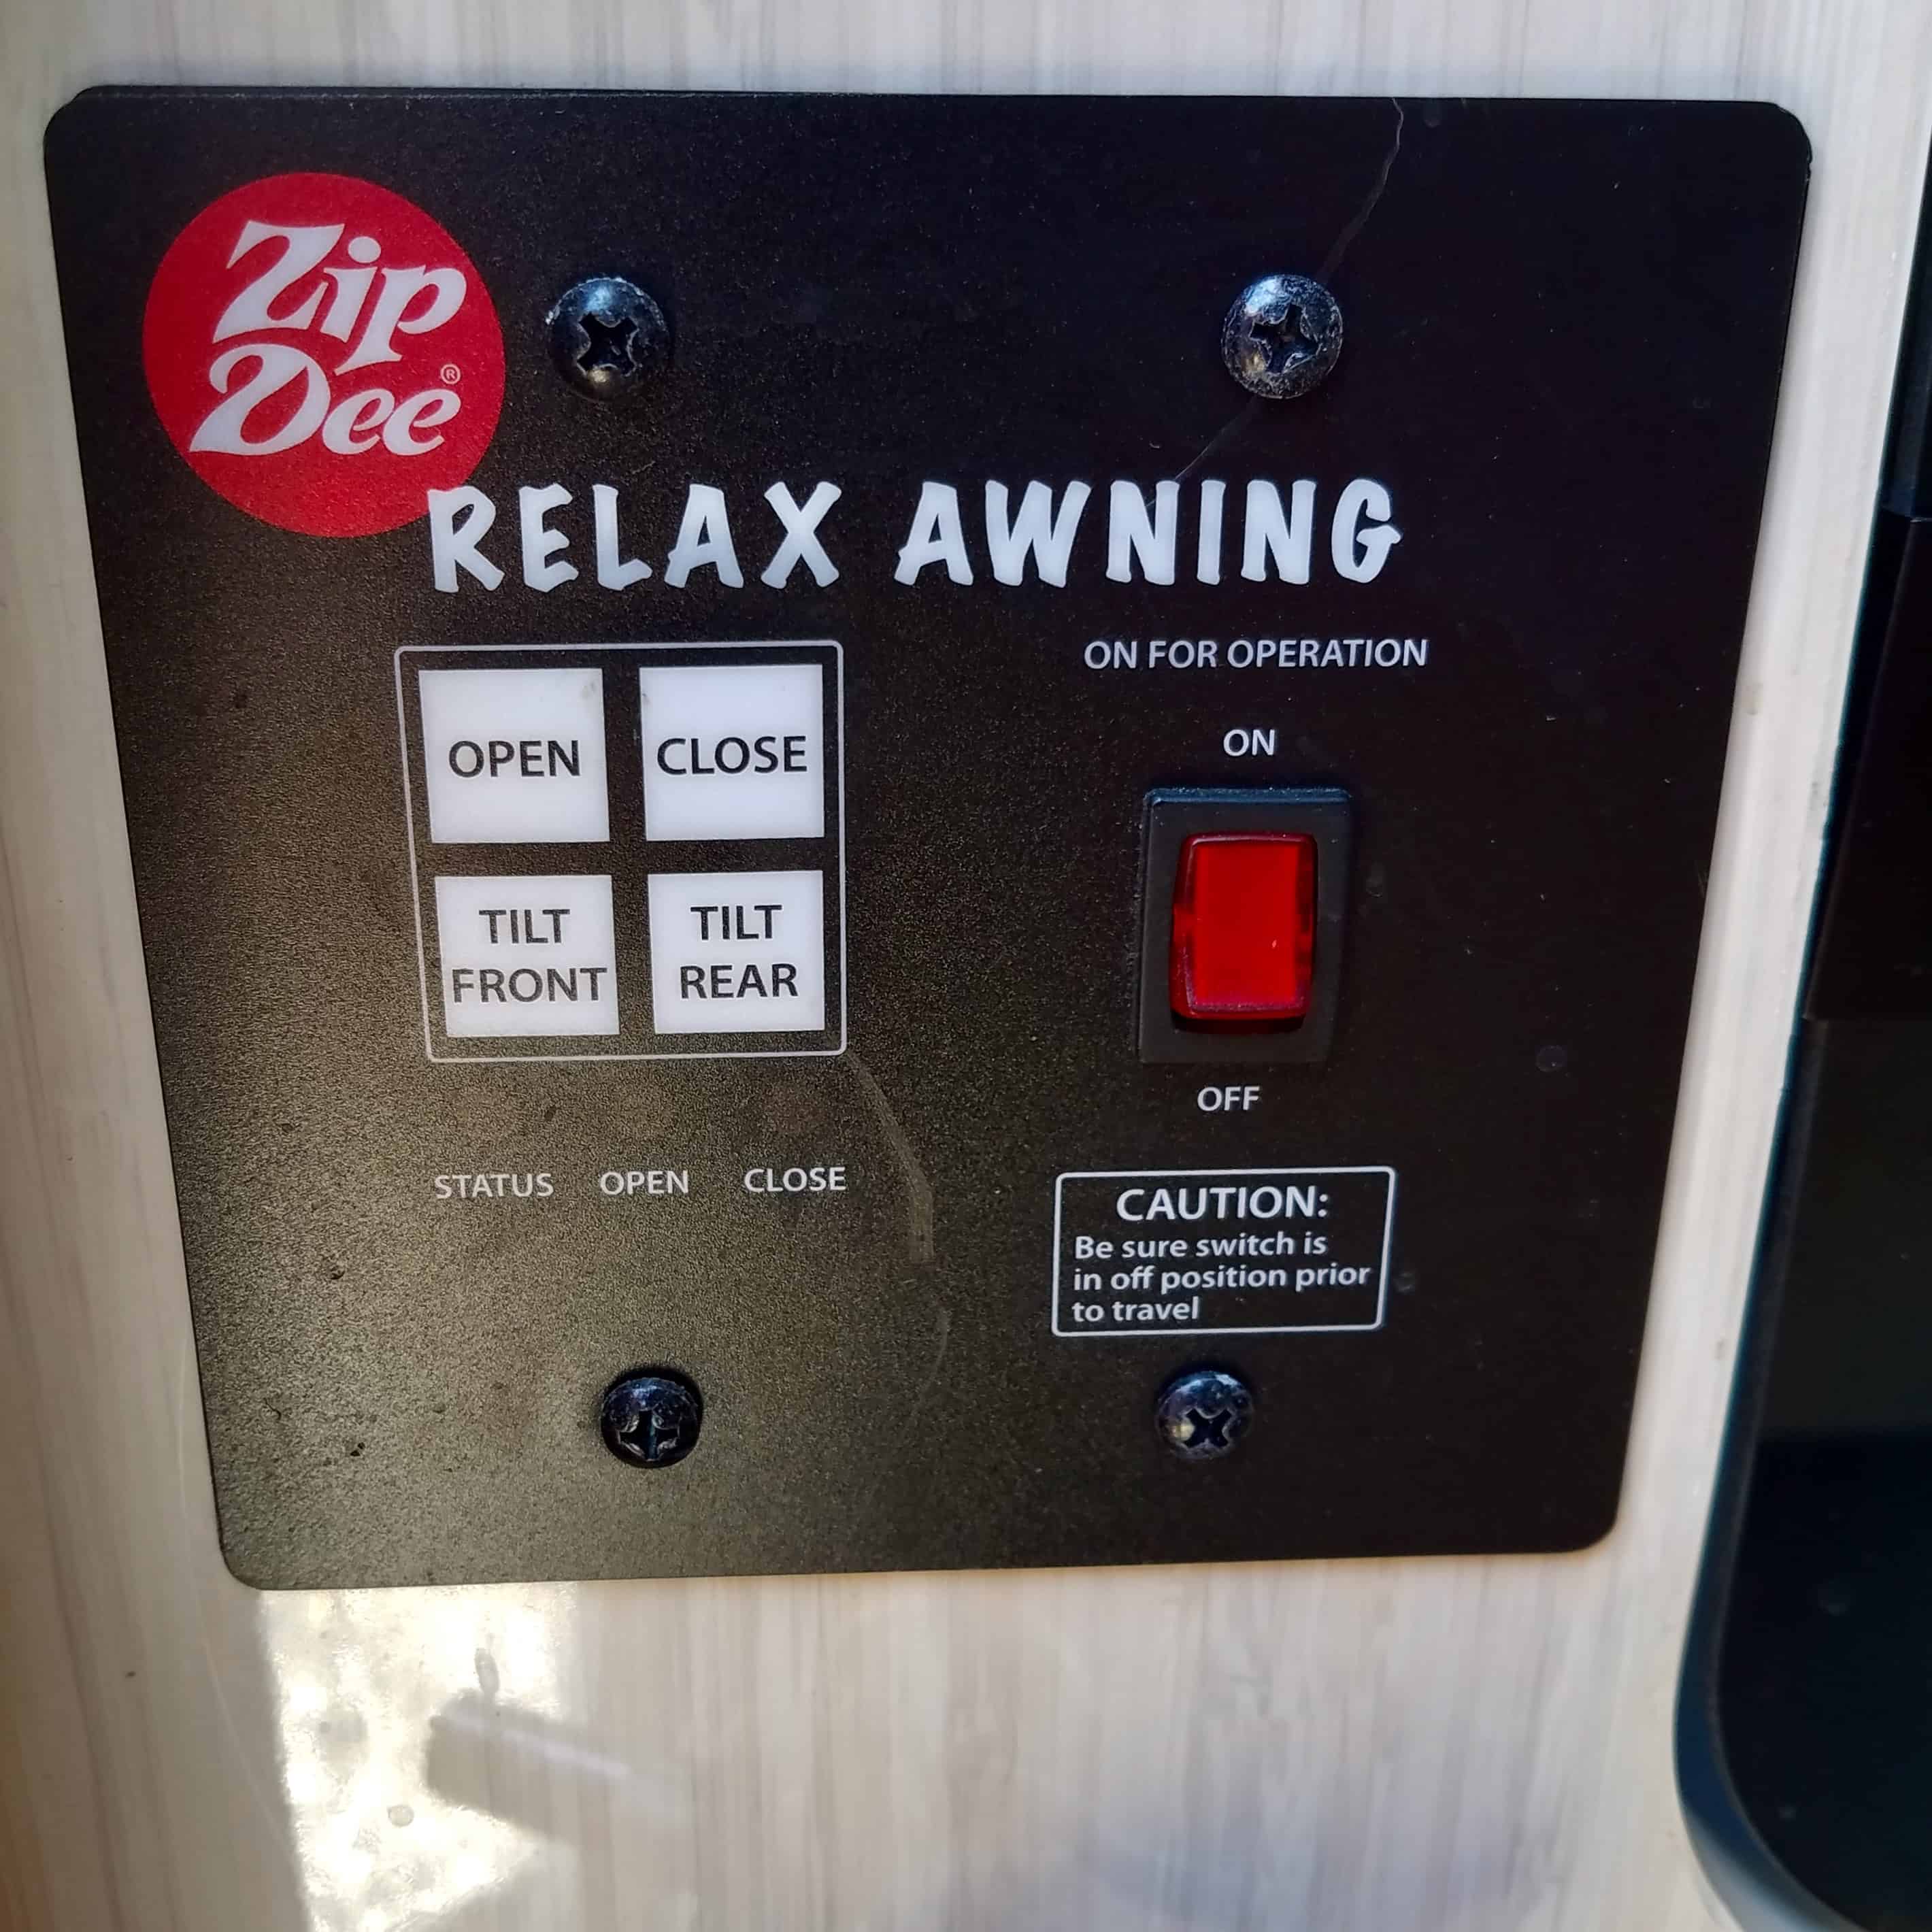 Zip
Dee®
RELAX AWNING
OPEN
CLOSE
TILT
FRONT
TILT
REAR
STATUS OPEN CLOSE
ON FOR OPERATION
ON
OFF
CAUTION:
Be sure switch is
in off position prior
to travel